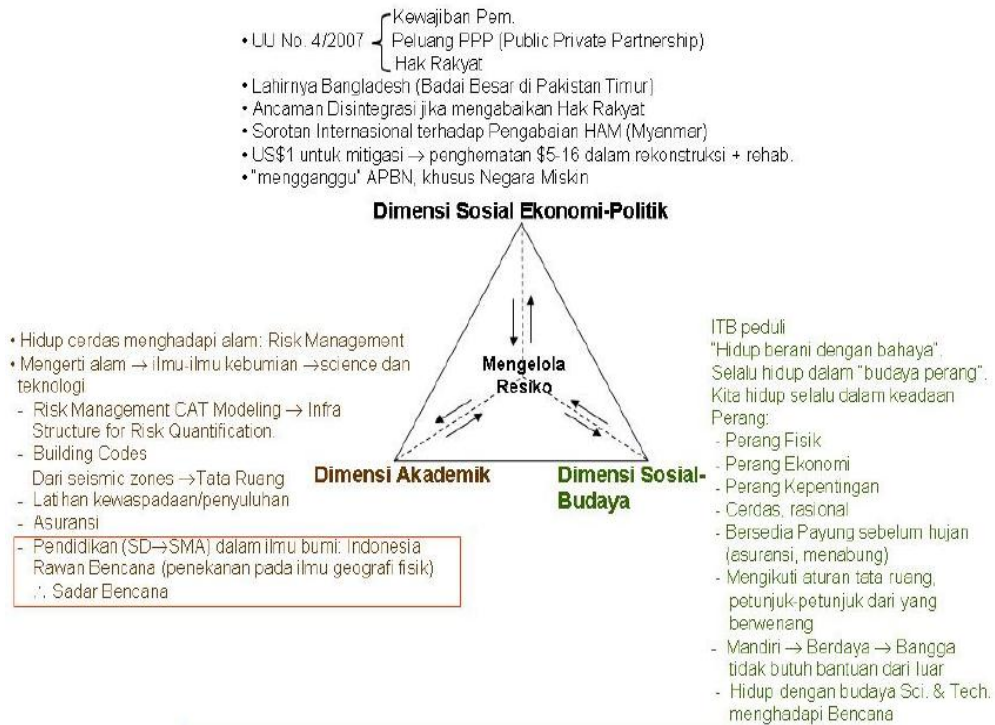 Kewajiban Pem.
• UU No. 4/2007 { Peluang PPP (Public Private Partnership)
Hak Rakyat
• Lahirnya Bangladesh (Badai Besar di Pakistan Timur)
• Ancaman Disintegrasi jika mengabaikan Hak Rakyat
• Sorotan Internasional terhadap Pengabaian HAM (Myanmar)
• US$1 untuk mitigasi → penghematan $5-16 dalam rekonstruksi + rehab.
• "mengganggu" APBN, khusus Negara Miskin
Dimensi Sosial Ekonomi-Politik
Mengelola
Resiko
• Hidup cerdas menghadapi alam: Risk Management
• Mengerti alam → ilmu-ilmu kebumian →science dan
teknologi
- Risk Management CAT Modeling → Infra
Structure for Risk Quantification.
- Building Codes
Dari seismic zones →Tata Ruang
- Latihan kewaspadaan/penyuluhan
- Asuransi
- Pendidikan (SD→SMA) dalam ilmu bumi: Indonesia
Rawan Bencana (penekanan pada ilmu geografi fisik)
∴ Sadar Bencana
Dimensi Akademik
Dimensi Sosial-
Budaya
ITB peduli
"Hidup berani dengan bahaya".
Selalu hidup dalam "budaya perang".
Kita hidup selalu dalam keadaan
Perang:
- Perang Fisik
- Perang Ekonomi
- Perang Kepentingan
- Cerdas, rasional
- Bersedia Payung sebelum hujan
(asuransi, menabung)
- Mengikuti aturan tata ruang,
petunjuk-petunjuk dari yang
berwenang
- Mandiri → Berdaya → Bangga
tidak butuh bantuan dari luar
- Hidup dengan budaya Sci. & Tech.
menghadapi Bencana